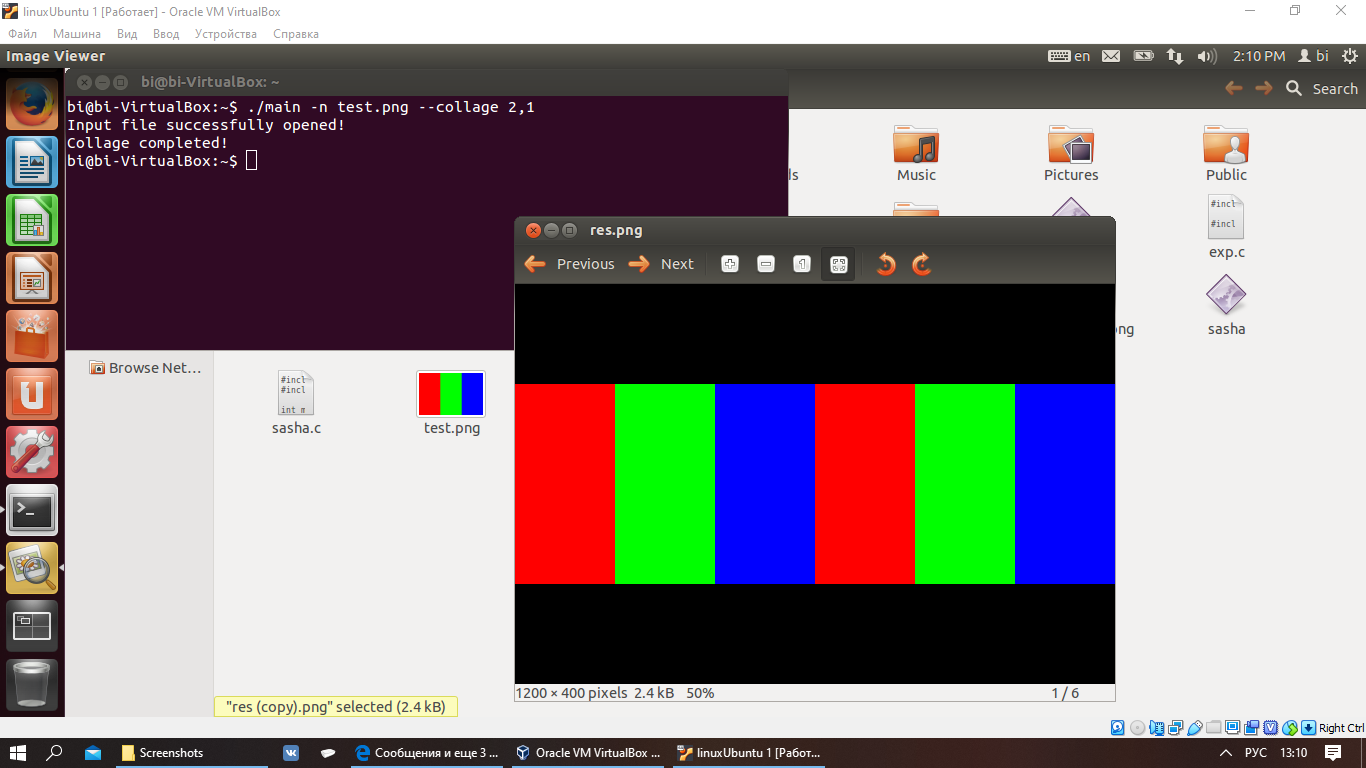 linuxUbuntu 1 [Работает] - Oracle VM VirtualBox
Файл Машина Вид Ввод Устройства Справка
Image Viewer en 2:10 PM bi
bi@bi-VirtualBox: ~
Search
bi@bi-VirtualBox:~$ ./main -n test.png --collage 2,1
Input file successfully opened!
Collage completed!
bi@bi-VirtualBox:~$
ls Music Pictures Public
#incl
#incl
exp.c
res.png
Previous Next
ng sasha
Browse Net...
#incl
#incl
int m
sasha.c test.png
1200 × 400 pixels 2.4 kB 50% 1 / 6
"res (copy).png" selected (2.4 kB)
Right Ctrl
Screenshots Сообщения и еще 3 ... Oracle VM VirtualBox ... linuxUbuntu 1 [Работ... РУС 13:10